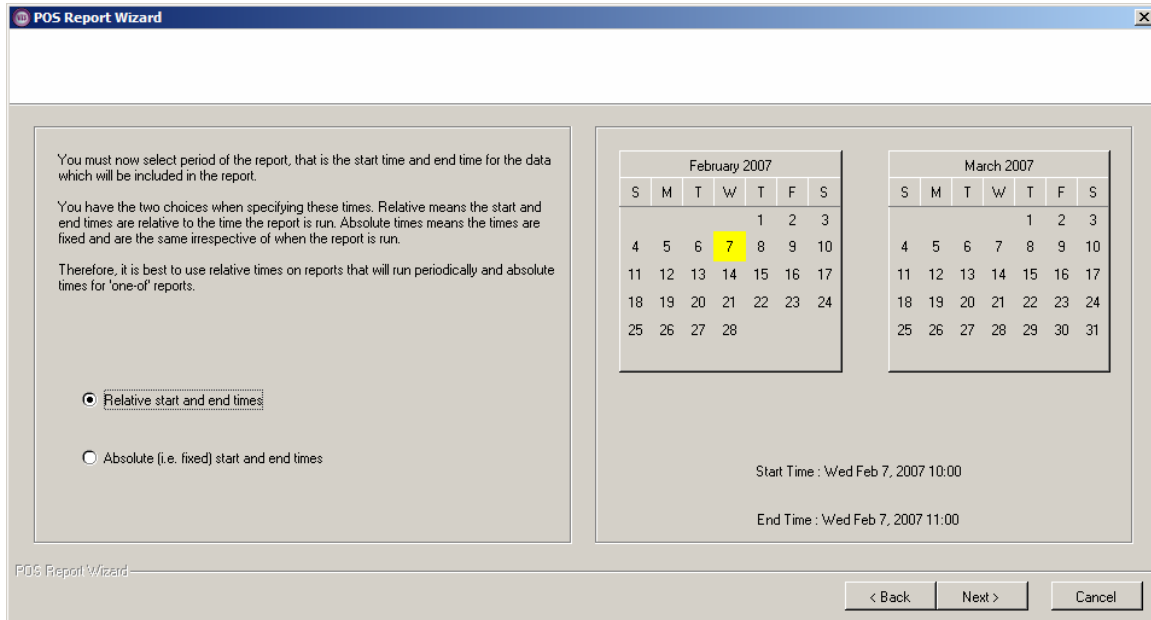 POS Report Wizard
You must now select period of the report, that is the start time and end time for the data
which will be included in the report.
You have the two choices when specifying these times. Relative means the start and
end times are relative to the time the report is run. Absolute times means the times are
fixed and are the same irrespective of when the report is run.
Therefore, it is best to use relative times on reports that will run periodically and absolute
times for 'one-of' reports.
Relative start and end times
Absolute (i.e. fixed) start and end times
February 2007
S M T W T F S
1 2 3
4 5 6 7 8 9 10
11 12 13 14 15 16 17
18 19 20 21 22 23 24
25 26 27 28
March 2007
S M T W T F S
1 2 3
4 5 6 7 8 9 10
11 12 13 14 15 16 17
18 19 20 21 22 23 24
25 26 27 28 29 30 31
Start Time : Wed Feb 7, 2007 10:00
End Time : Wed Feb 7, 2007 11:00
POS Report Wizard
< Back Next > Cancel